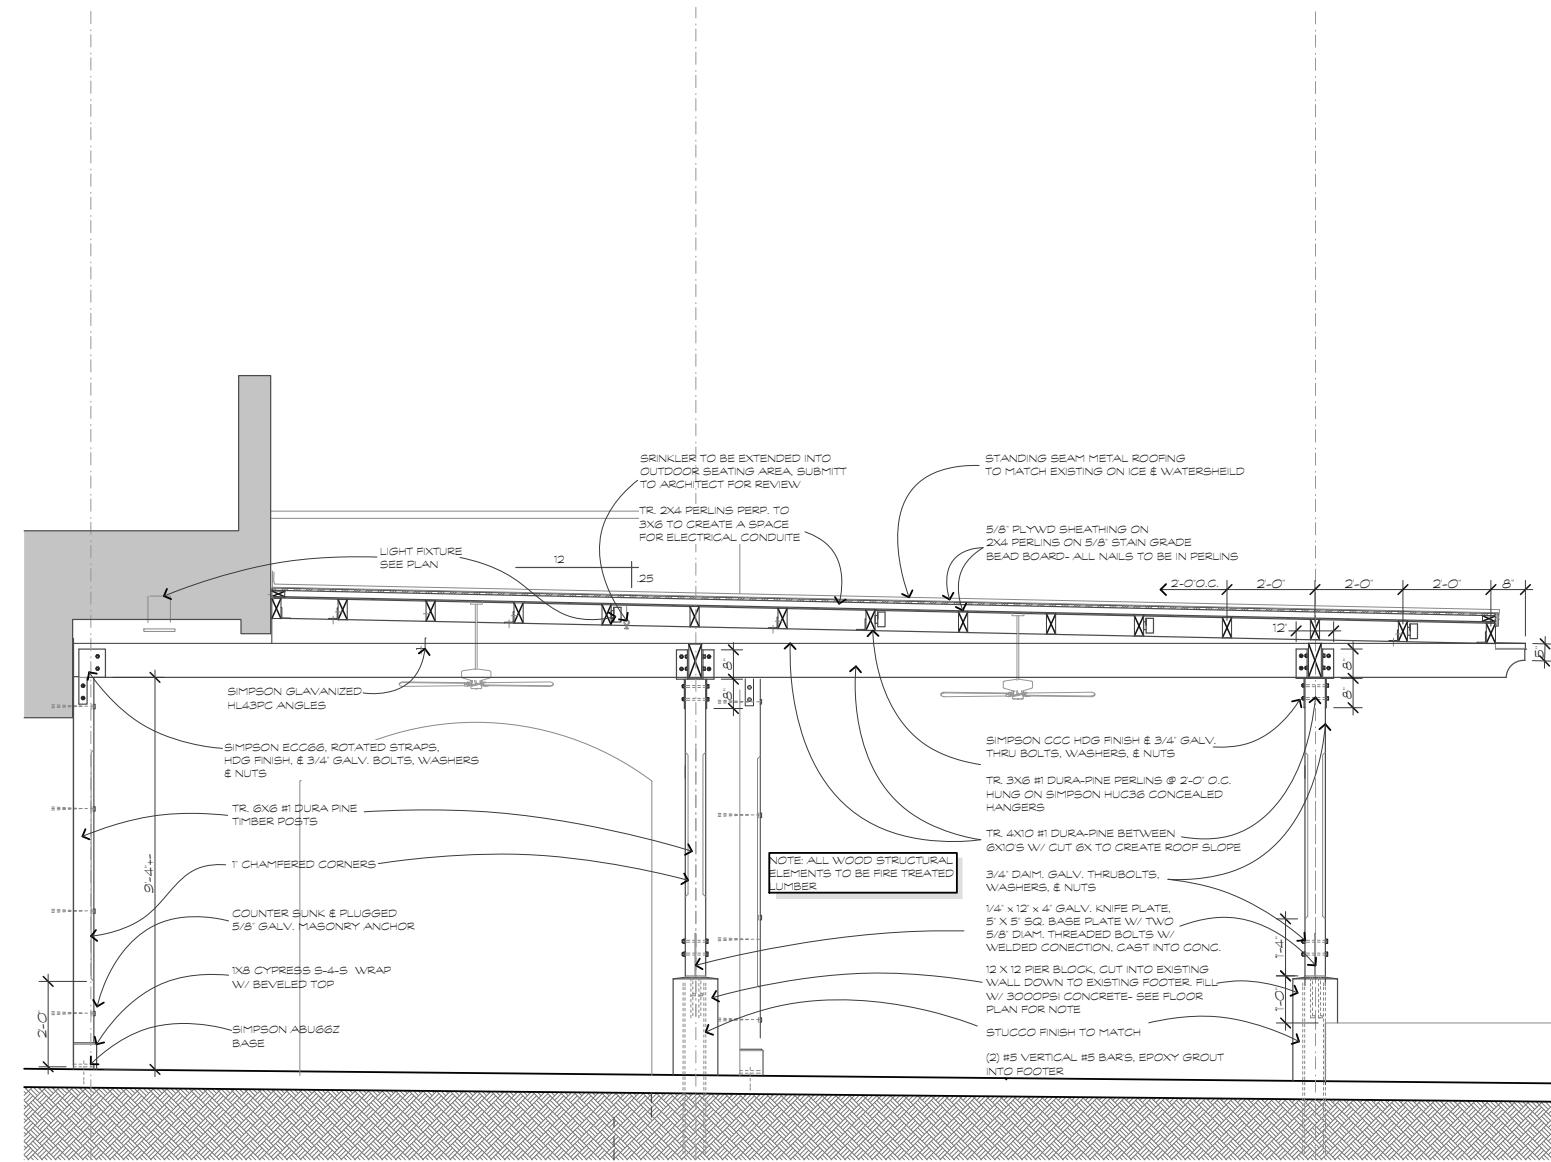 SRINKLER TO BE EXTENDED INTO
OUTDOOR SEATING AREA, SUBMITT
TO ARCHITECT FOR REVIEW
STANDING SEAM METAL ROOFING
TO MATCH EXISTING ON ICE & WATERSHEILD
TR. 2X4 PERLINS PERP. TO
3X6 TO CREATE A SPACE
FOR ELECTRICAL CONDUITE
5/8" PLYWD SHEATHING ON
2X4 PERLINS ON 5/8" STAIN GRADE
BEAD BOARD- ALL NAILS TO BE IN PERLINS
LIGHT FIXTURE
SEE PLAN
12
.25
2-0"O.C.
2-0"
2-0"
2-0"
8"
12"
8"
8"
8"
8"
5"
SIMPSON GLAVANIZED
HL43PC ANGLES
SIMPSON ECC66, ROTATED STRAPS,
HDG FINISH, & 3/4" GALV. BOLTS, WASHERS
& NUTS
TR. 6X6 #1 DURA PINE
TIMBER POSTS
1" CHAMFERED CORNERS
9'-4"+-
COUNTER SUNK & PLUGGED
5/8" GALV. MASONRY ANCHOR
1X8 CYPRESS S-4-S WRAP
W/ BEVELED TOP
2-0"
SIMPSON ABU66Z
BASE
NOTE: ALL WOOD STRUCTURAL
ELEMENTS TO BE FIRE TREATED
LUMBER
SIMPSON CCC HDG FINISH & 3/4" GALV.
THRU BOLTS, WASHERS, & NUTS
TR. 3X6 #1 DURA-PINE PERLINS @ 2-0" O.C.
HUNG ON SIMPSON HUC36 CONCEALED
HANGERS
TR. 4X10 #1 DURA-PINE BETWEEN
6X10'S W/ CUT 6X TO CREATE ROOF SLOPE
3/4" DAIM. GALV. THRUBOLTS,
WASHERS, & NUTS
1/4" x 12" x 4" GALV. KNIFE PLATE,
5" X 5" SQ. BASE PLATE W/ TWO
5/8" DIAM. THREADED BOLTS W/
WELDED CONECTION, CAST INTO CONC.
1-4"
12 X 12 PIER BLOCK, CUT INTO EXISTING
WALL DOWN TO EXISTING FOOTER. FILL
W/ 3000PSI CONCRETE- SEE FLOOR
PLAN FOR NOTE
1-0"
STUCCO FINISH TO MATCH
(2) #5 VERTICAL #5 BARS, EPOXY GROUT
INTO FOOTER